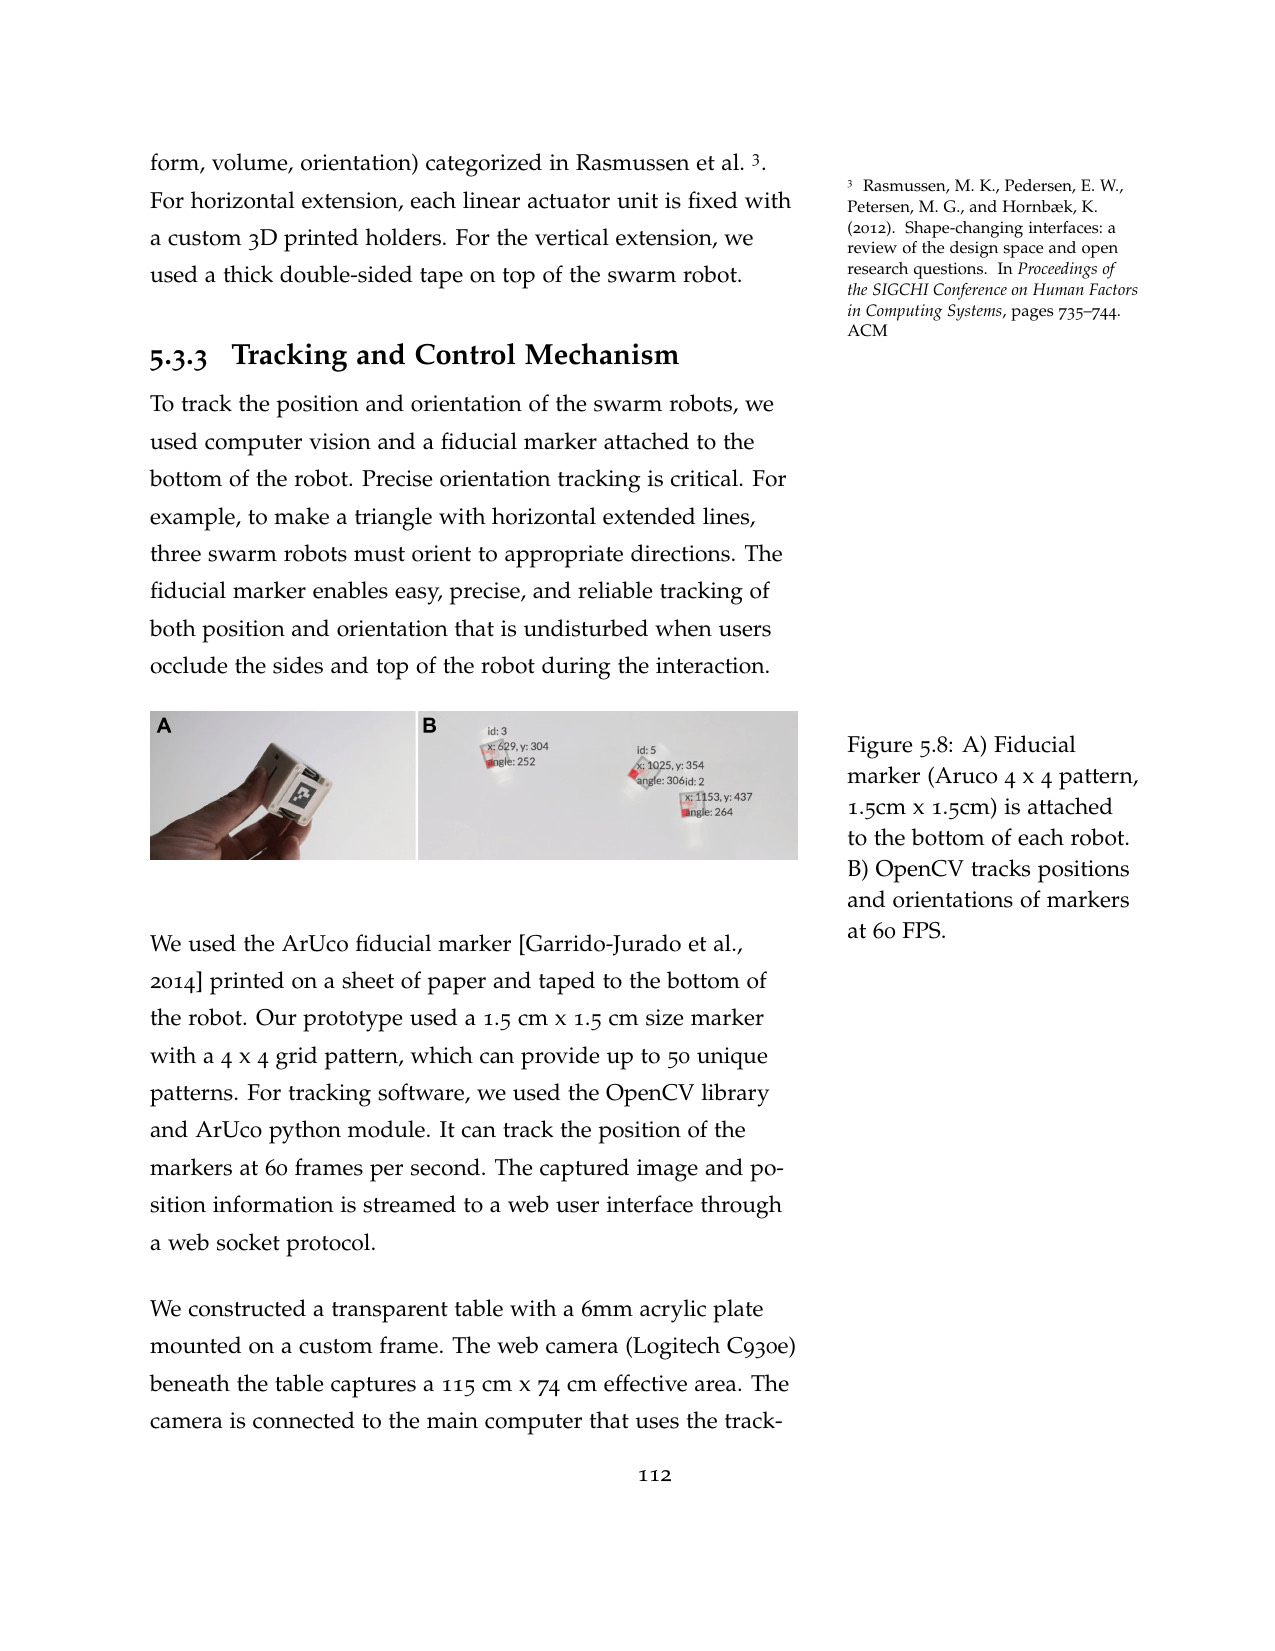 form, volume, orientation) categorized in Rasmussen et al. 3.
For horizontal extension, each linear actuator unit is fixed with
a custom 3D printed holders. For the vertical extension, we
used a thick double-sided tape on top of the swarm robot.
3 Rasmussen, M. K., Pedersen, E. W.,
Petersen, M. G., and Hornbæk, K.
(2012). Shape-changing interfaces: a
review of the design space and open
research questions. In Proceedings of
the SIGCHI Conference on Human Factors
in Computing Systems, pages 735–744.
ACM
5.3.3 Tracking and Control Mechanism
To track the position and orientation of the swarm robots, we
used computer vision and a fiducial marker attached to the
bottom of the robot. Precise orientation tracking is critical. For
example, to make a triangle with horizontal extended lines,
three swarm robots must orient to appropriate directions. The
fiducial marker enables easy, precise, and reliable tracking of
both position and orientation that is undisturbed when users
occlude the sides and top of the robot during the interaction.
A
B
id: 3
x: 629, y: 304
angle: 252
id: 5
x: 1025, y: 354
angle: 306
id: 2
x: 1153, y: 437
angle: 264
Figure 5.8: A) Fiducial
marker (Aruco 4 x 4 pattern,
1.5cm x 1.5cm) is attached
to the bottom of each robot.
B) OpenCV tracks positions
and orientations of markers
at 60 FPS.
We used the ArUco fiducial marker [Garrido-Jurado et al.,
2014] printed on a sheet of paper and taped to the bottom of
the robot. Our prototype used a 1.5 cm x 1.5 cm size marker
with a 4 x 4 grid pattern, which can provide up to 50 unique
patterns. For tracking software, we used the OpenCV library
and ArUco python module. It can track the position of the
markers at 60 frames per second. The captured image and po-
sition information is streamed to a web user interface through
a web socket protocol.
We constructed a transparent table with a 6mm acrylic plate
mounted on a custom frame. The web camera (Logitech C930e)
beneath the table captures a 115 cm x 74 cm effective area. The
camera is connected to the main computer that uses the track-
112